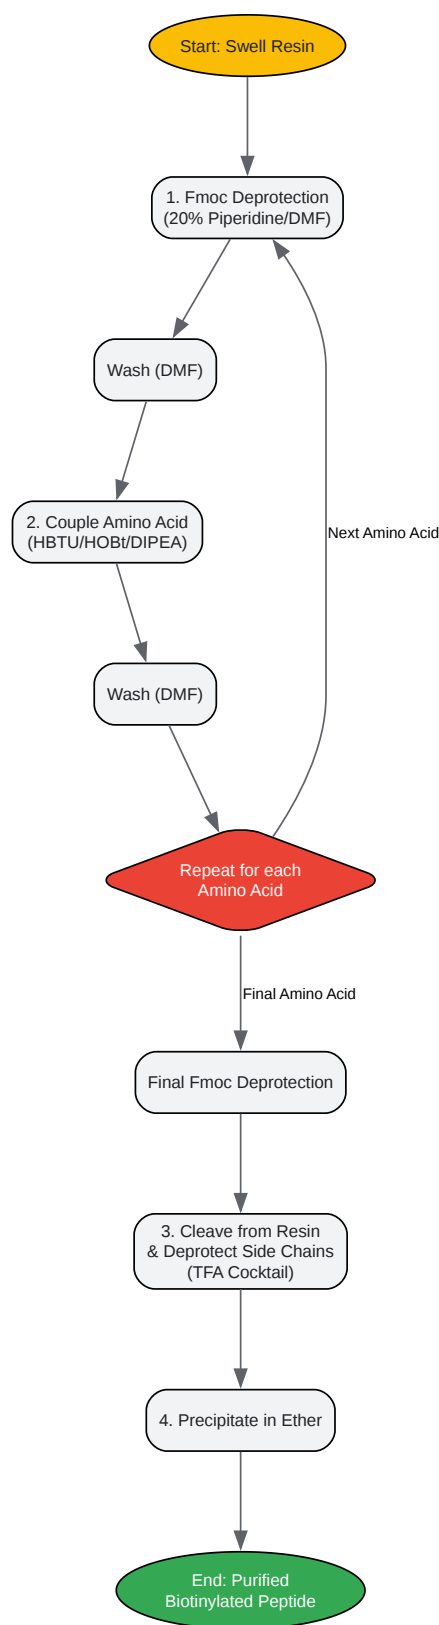 Start: Swell Resin
1. Fmoc Deprotection
(20% Piperidine/DMF)
Wash (DMF)
2. Couple Amino Acid
(HBTU/HOBt/DIPEA)
Next Amino Acid
Wash (DMF)
Repeat for each
Amino Acid
Final Amino Acid
Final Fmoc Deprotection
3. Cleave from Resin
& Deprotect Side Chains
(TFA Cocktail)
4. Precipitate in Ether
End: Purified
Biotinylated Peptide